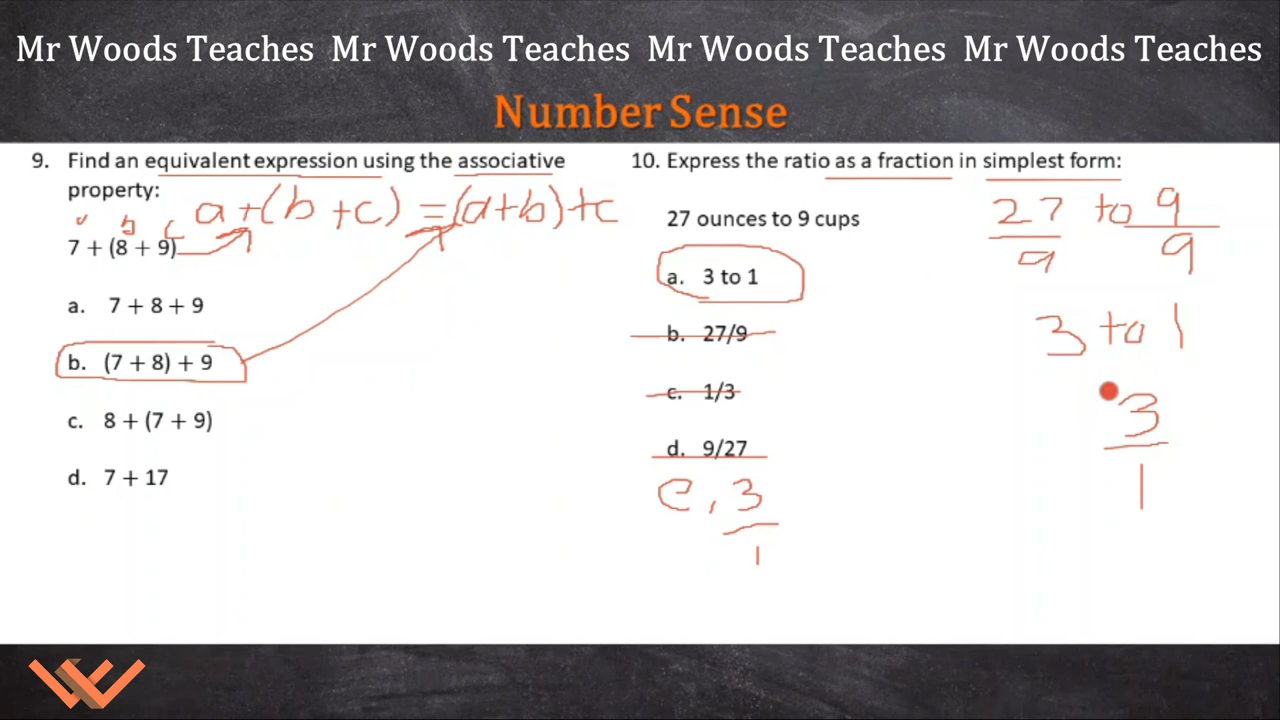 Mr Woods Teaches Mr Woods Teaches Mr Woods Teaches Mr Woods Teaches
Number Sense
9. Find an equivalent expression using the associative
property:
a+(b+c) = (a+b)+c
a b c
7 + (8 + 9)
a. 7 + 8 + 9
b. (7 + 8) + 9
c. 8 + (7 + 9)
d. 7 + 17
10. Express the ratio as a fraction in simplest form:
27 ounces to 9 cups
a. 3 to 1
b. 27/9
c. 1/3
d. 9/27
e, 3
1
27 to 9
9 9
3 to 1
3
1